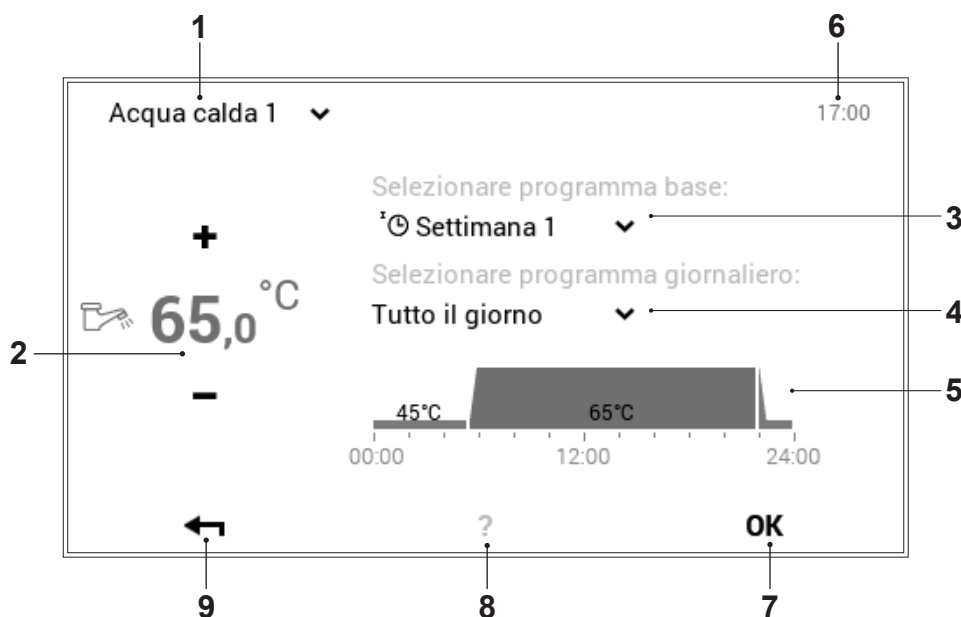 1 6
Acqua calda 1 17:00
Selezionare programma base:
Settimana 1 3
+
Selezionare programma giornaliero:
65,0 °C
Tutto il giorno 4
2
−
5
45°C 65°C
00:00 12:00 24:00
? OK
9 8 7